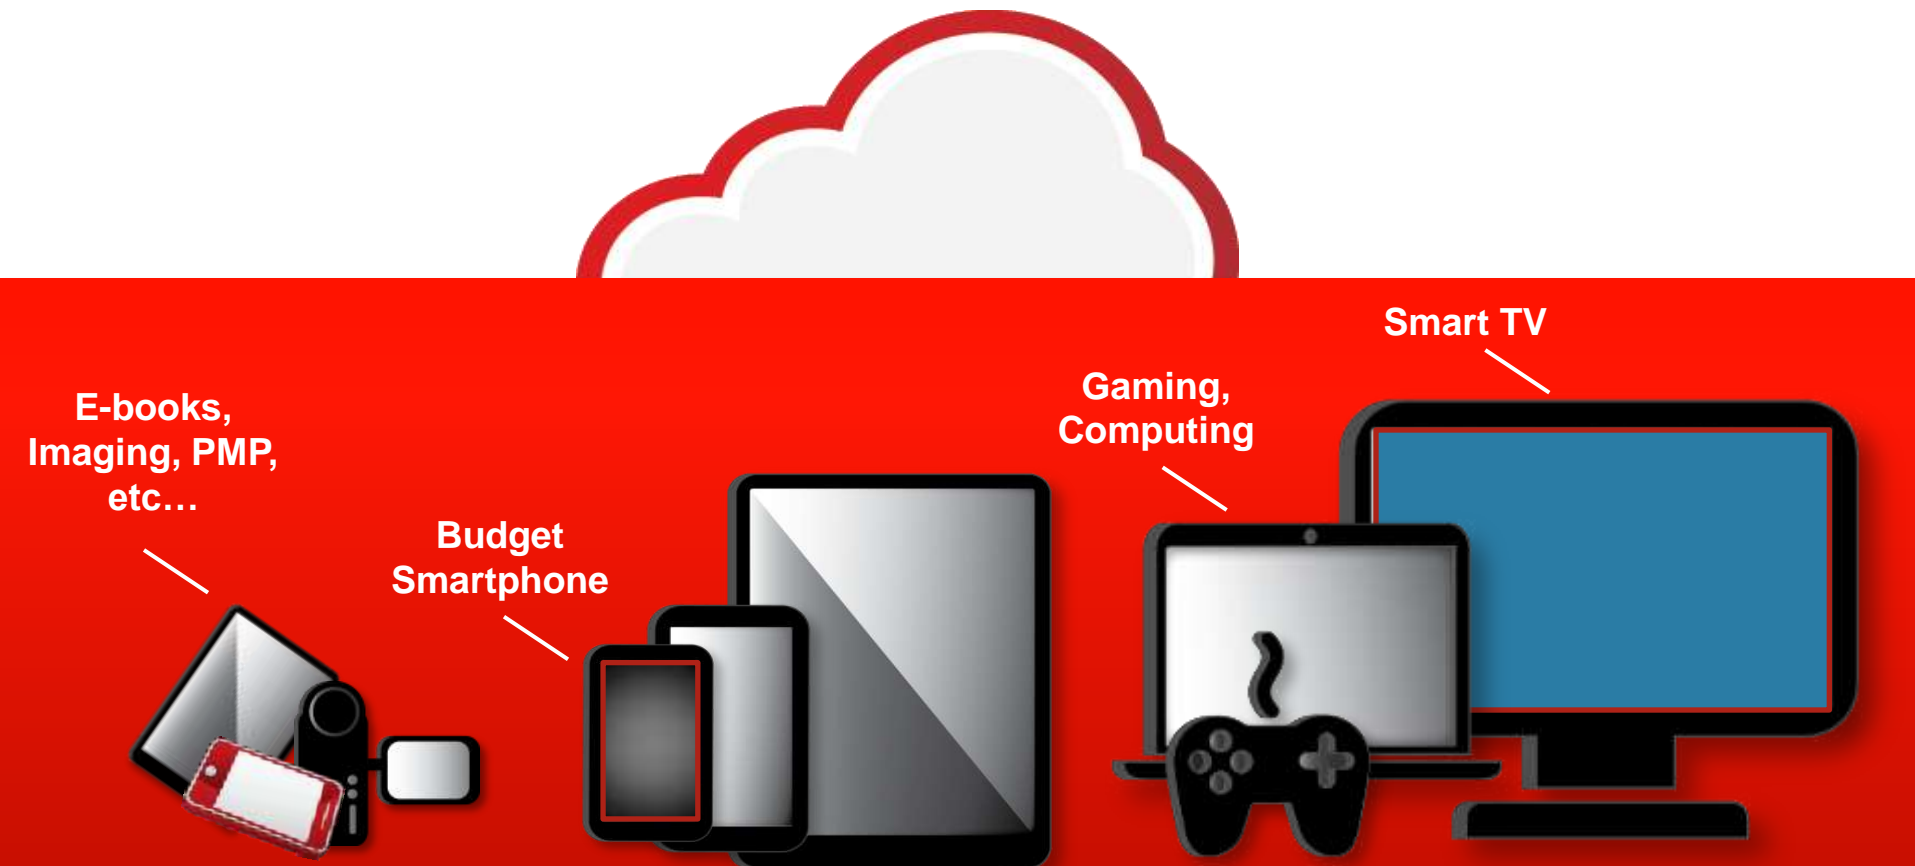 Smart TV
Gaming,
Computing
E-books,
Imaging, PMP,
etc…
Budget
Smartphone